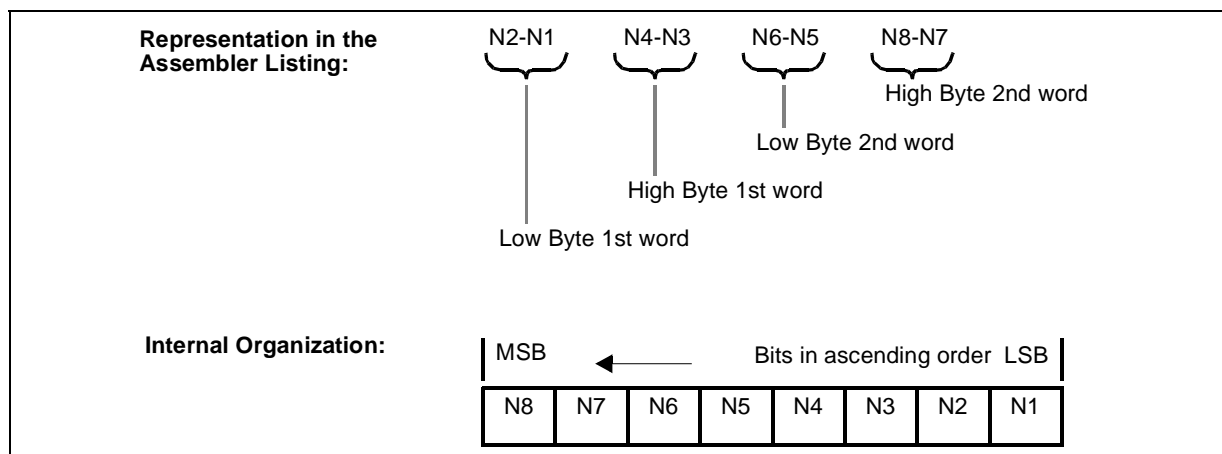 Representation in the
Assembler Listing:
N2-N1 N4-N3 N6-N5 N8-N7
High Byte 2nd word
Low Byte 2nd word
High Byte 1st word
Low Byte 1st word
Internal Organization:
MSB Bits in ascending order LSB
N8 N7 N6 N5 N4 N3 N2 N1